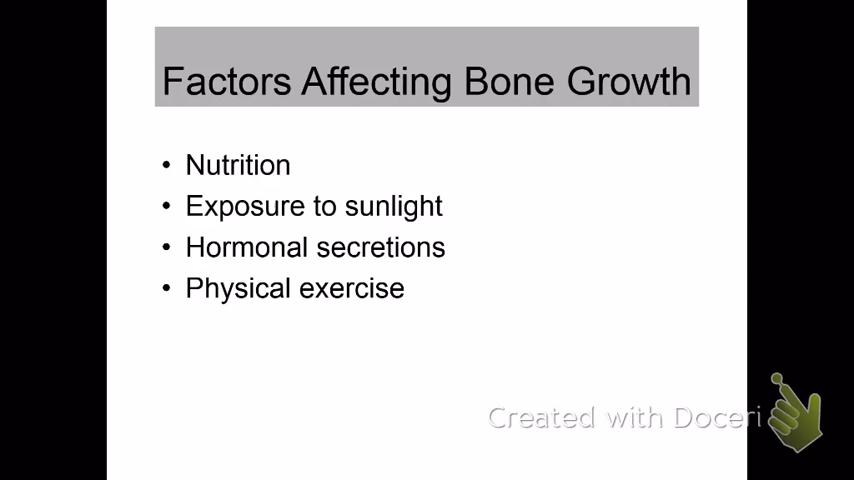 Factors Affecting Bone Growth
• Nutrition
• Exposure to sunlight
• Hormonal secretions
• Physical exercise
Created with Doceri